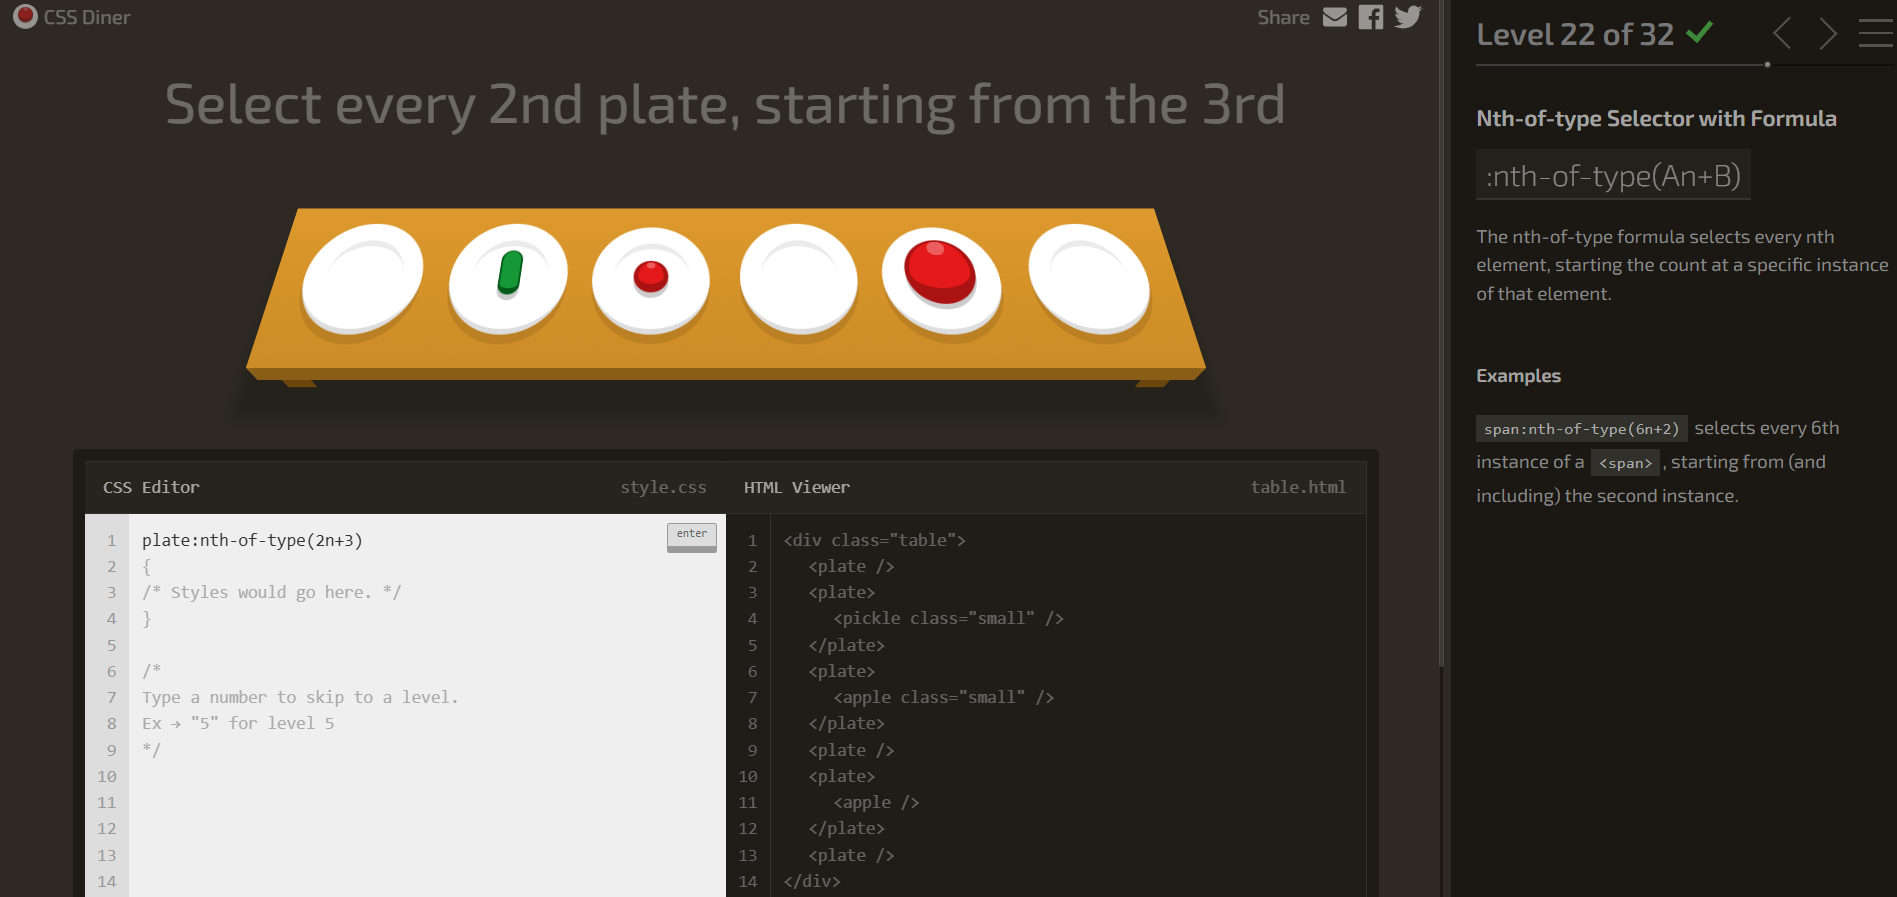 CSS Diner
Share
Select every 2nd plate, starting from the 3rd
CSS Editor style.css
1 plate:nth-of-type(2n+3) enter
2 {
3 /* Styles would go here. */
4 }
5
6 /*
7 Type a number to skip to a level.
8 Ex → "5" for level 5
9 */
10
11
12
13
14
HTML Viewer table.html
1 <div class="table">
2 <plate />
3 <plate>
4 <pickle class="small" />
5 </plate>
6 <plate>
7 <apple class="small" />
8 </plate>
9 <plate />
10 <plate>
11 <apple />
12 </plate>
13 <plate />
14 </div>
Level 22 of 32
Nth-of-type Selector with Formula
:nth-of-type(An+B)
The nth-of-type formula selects every nth
element, starting the count at a specific instance
of that element.
Examples
span:nth-of-type(6n+2) selects every 6th
instance of a <span> , starting from (and
including) the second instance.